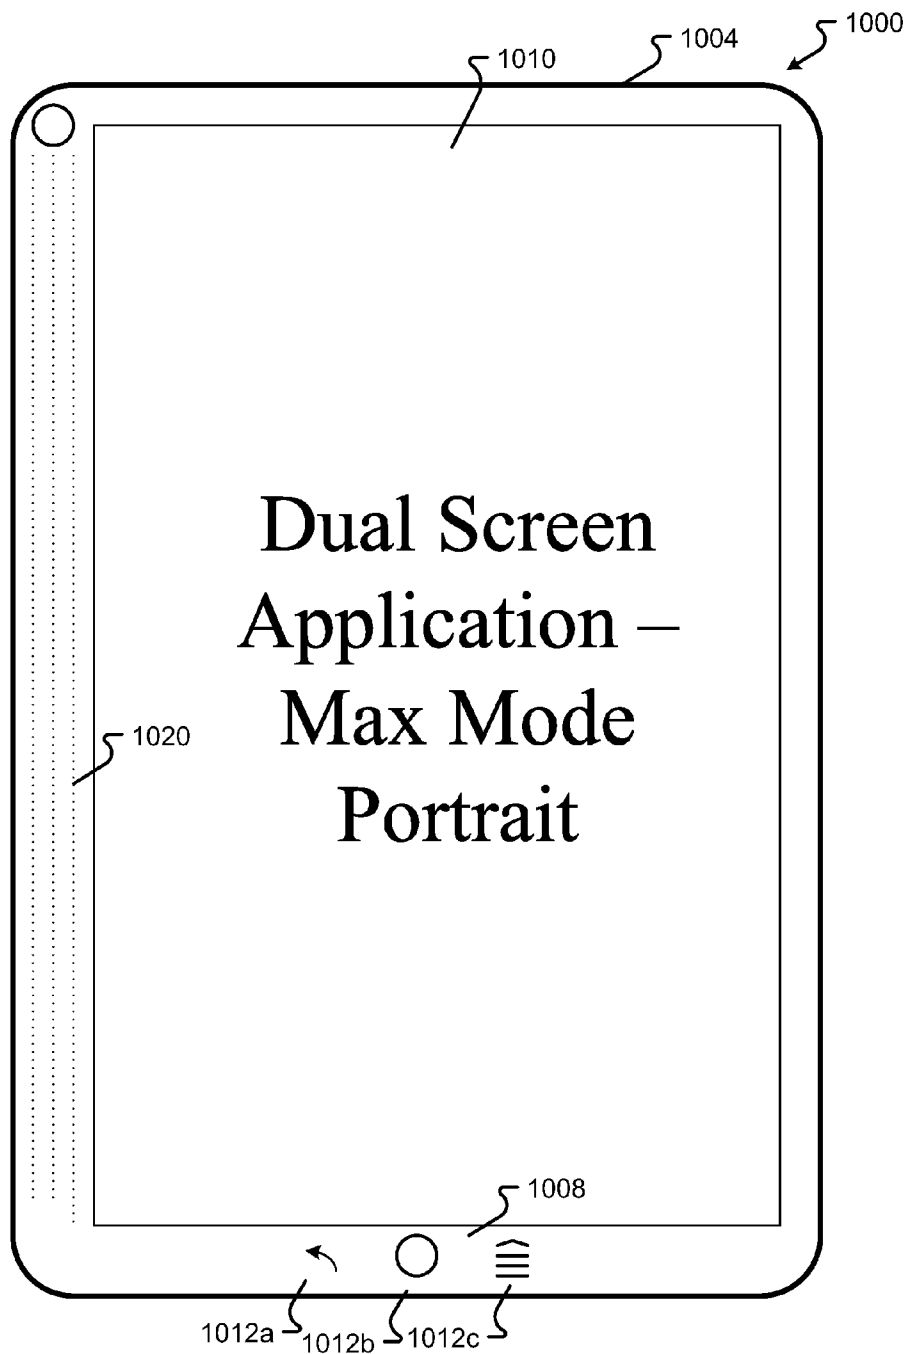 1000
1004
1010
Dual Screen
Application –
Max Mode
Portrait
1020
1008
1012a
1012b
1012c